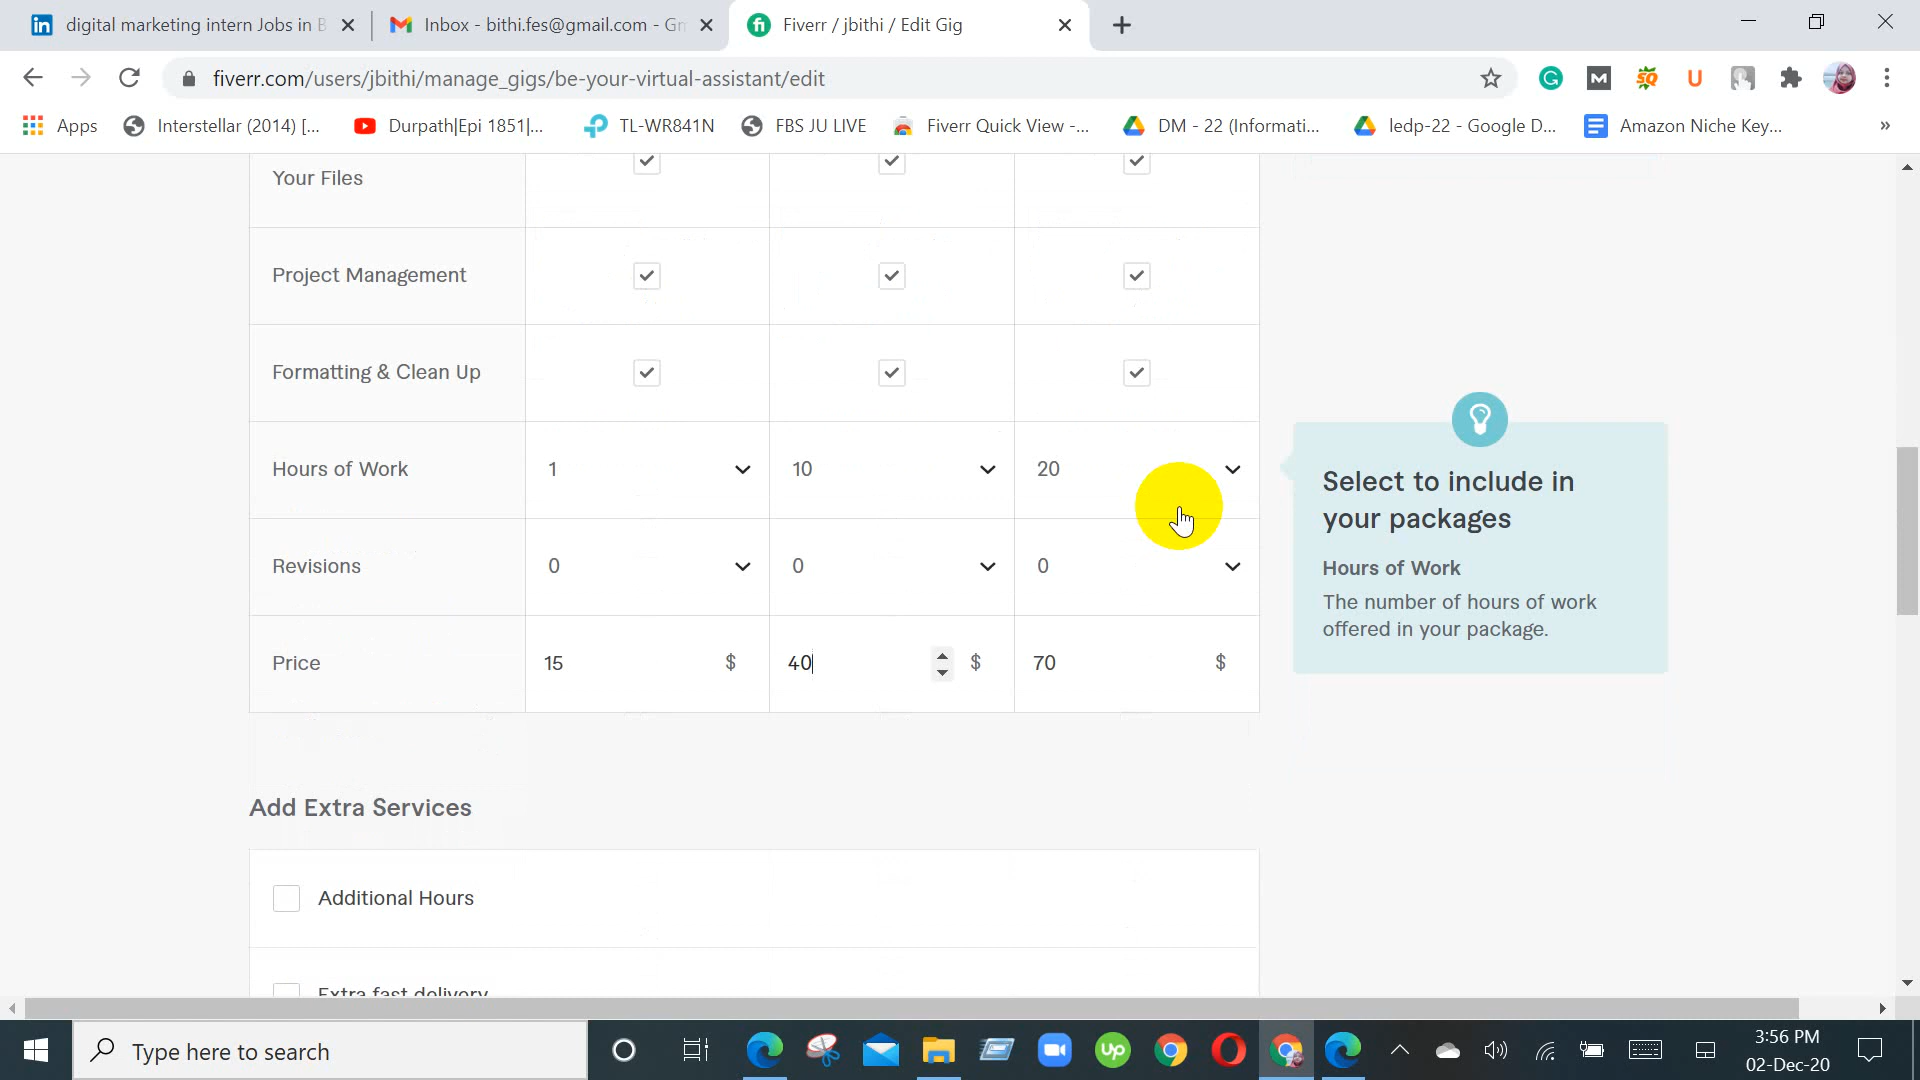 digital marketing intern Jobs in B
Inbox - bithi.fes@gmail.com - Gm
Fiverr / jbithi / Edit Gig
fiverr.com/users/jbithi/manage_gigs/be-your-virtual-assistant/edit
Apps
Interstellar (2014) [...
Durpath|Epi 1851|...
TL-WR841N
FBS JU LIVE
Fiverr Quick View -...
DM - 22 (Informati...
ledp-22 - Google D...
Amazon Niche Key...
»
Your Files
Project Management
Formatting & Clean Up
Hours of Work 1 10 20
Revisions 0 0 0
Price 15 $ 40 $ 70 $
Select to include in
your packages
Hours of Work
The number of hours of work
offered in your package.
Add Extra Services
Additional Hours
Extra fast delivery
Type here to search
3:56 PM
02-Dec-20